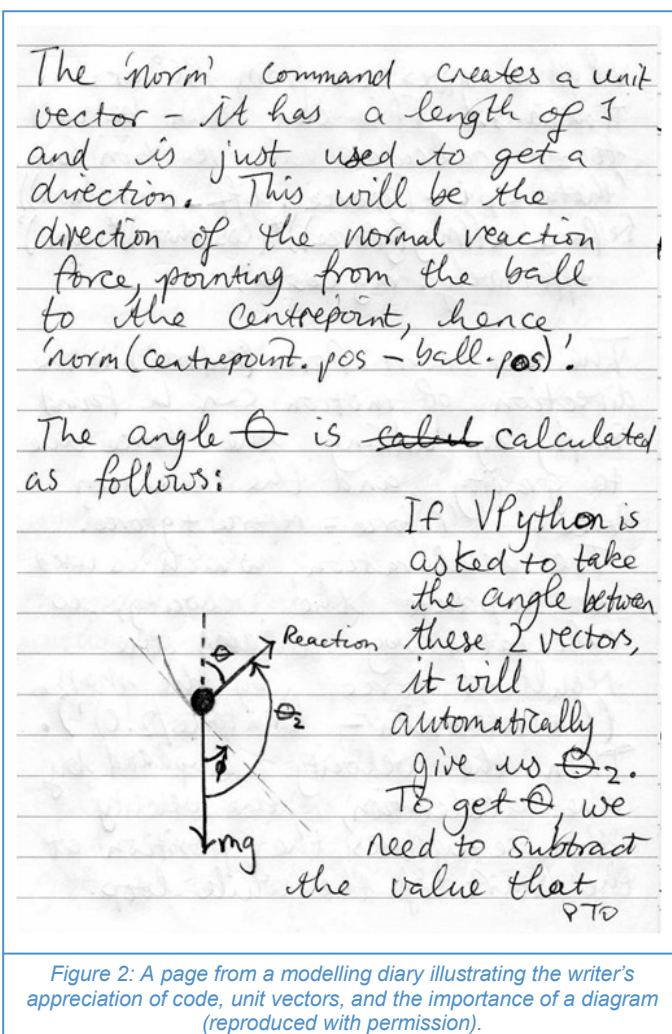 The 'norm' command creates a unit
vector - it has a length of 1
and is just used to get a
direction. This will be the
direction of the normal reaction
force, pointing from the ball
to the centrepoint, hence
'norm(centrepoint.pos - ball.pos)'.
The angle θ is calculated
as follows:
If VPython is
asked to take
the angle between
these 2 vectors,
it will
automatically
give us θ₂.
To get θ, we
need to subtract
the value that
PTO
θ
Reaction
θ₂
ϕ
mg
Figure 2: A page from a modelling diary illustrating the writer's
appreciation of code, unit vectors, and the importance of a diagram
(reproduced with permission).